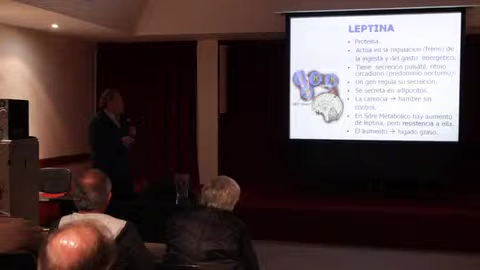 LEPTINA
• Proteina.
• Actúa en la regulación (freno) de
la ingesta y del gasto energético.
• Tiene secreción pulsátil, ritmo
circadiano (predominio nocturno).
• Un gen regula su secreción.
• Se secreta en adipocitos.
• La carencia → hambre sin
control.
• En Sdre Metabólico hay aumento
de leptina, pero resistencia a ella.
• El aumento → hígado graso.